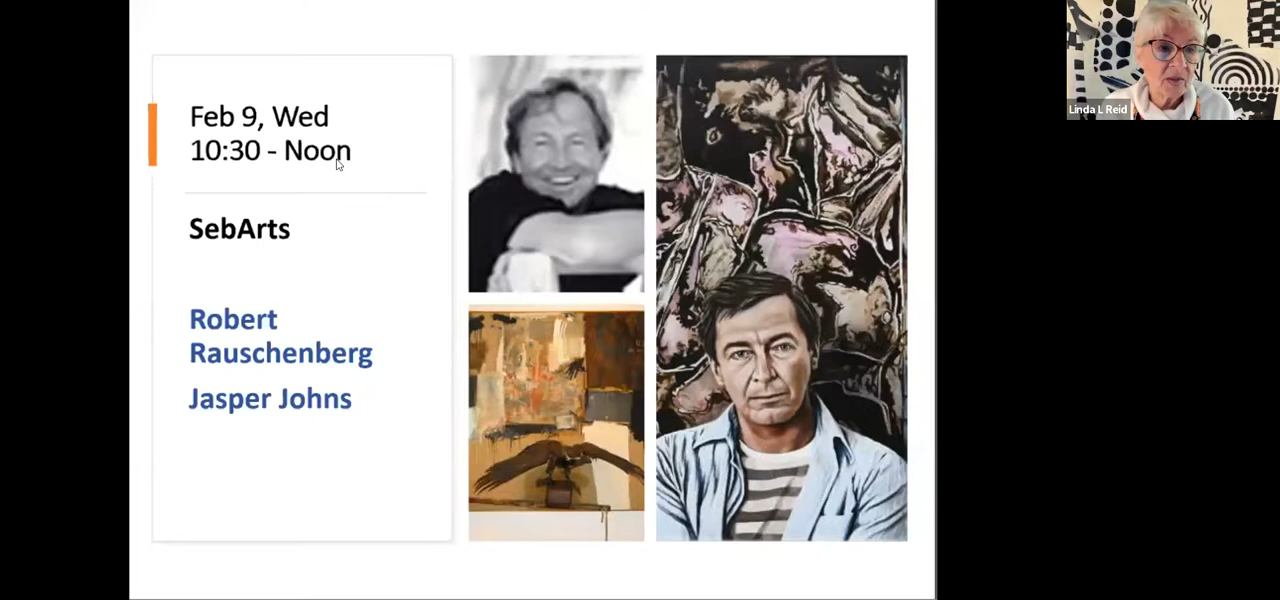 Feb 9, Wed
10:30 - Noon
SebArts
Robert
Rauschenberg
Jasper Johns
Linda L Reid